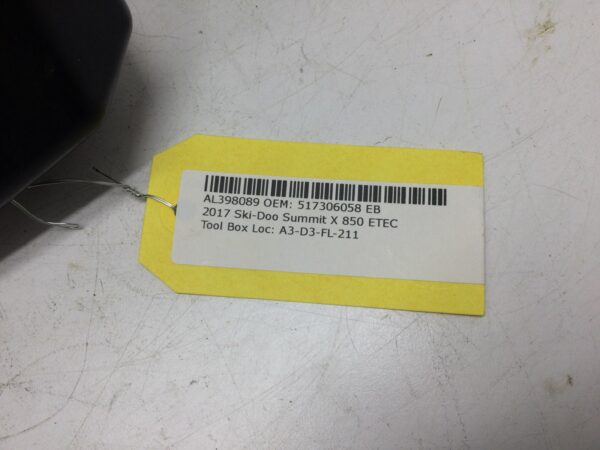 AL398089 OEM: 517306058 EB
2017 Ski-Doo Summit X 850 ETEC
Tool Box Loc: A3-D3-FL-211